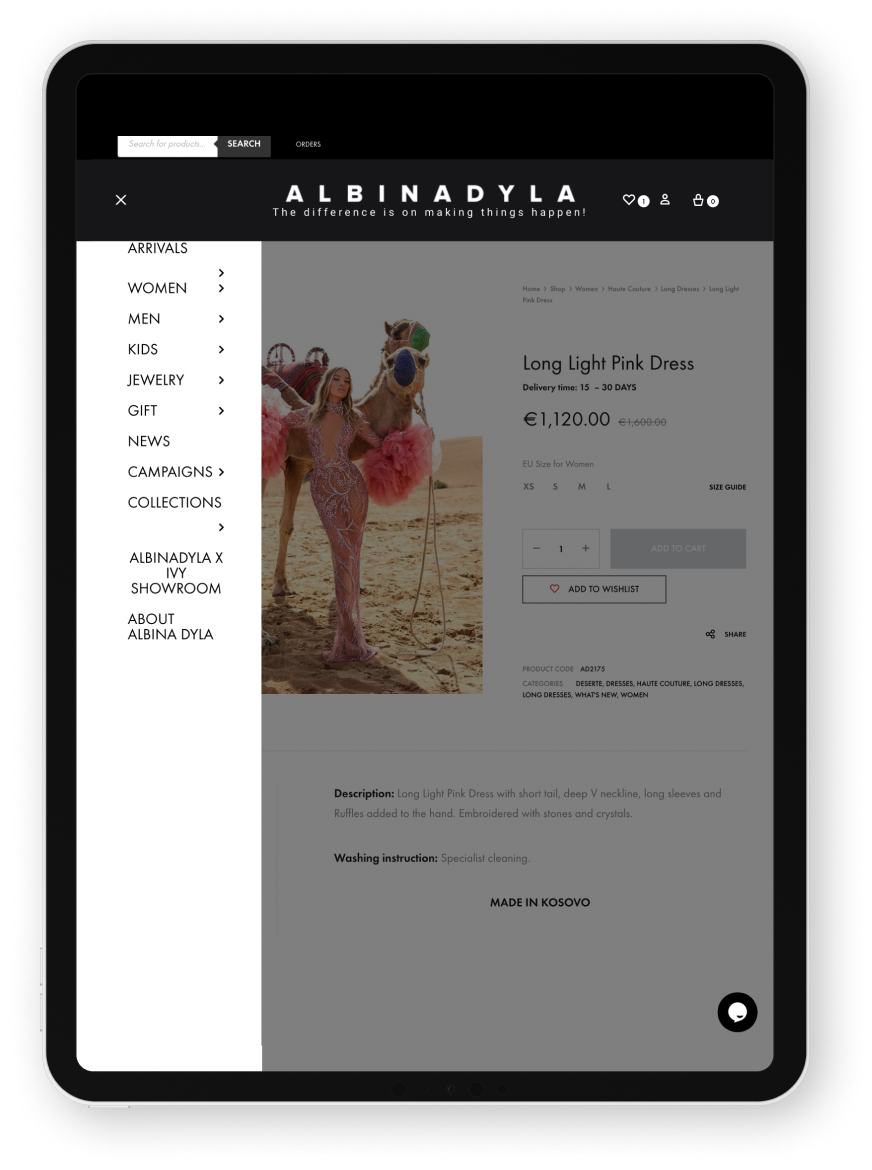 Search for products...
SEARCH
ORDERS
ALBINADYLA
The difference is on making things happen!
1
0
ARRIVALS
WOMEN
MEN
KIDS
JEWELRY
GIFT
NEWS
CAMPAIGNS
COLLECTIONS
ALBINADYLA X
IVY
SHOWROOM
ABOUT
ALBINA DYLA
Home > Shop > Women > Haute Couture > Long Dresses > Long Light
Pink Dress
Long Light Pink Dress
Delivery time: 15 – 30 DAYS
€1,120.00 €1,600.00
EU Size for Women
XS S M L SIZE GUIDE
− 1 + ADD TO CART
ADD TO WISHLIST
SHARE
PRODUCT CODE AD2175
CATEGORIES DESERTE, DRESSES, HAUTE COUTURE, LONG DRESSES,
LONG DRESSES, WHAT'S NEW, WOMEN
Description: Long Light Pink Dress with short tail, deep V neckline, long sleeves and
Ruffles added to the hand. Embroidered with stones and crystals.
Washing instruction: Specialist cleaning.
MADE IN KOSOVO